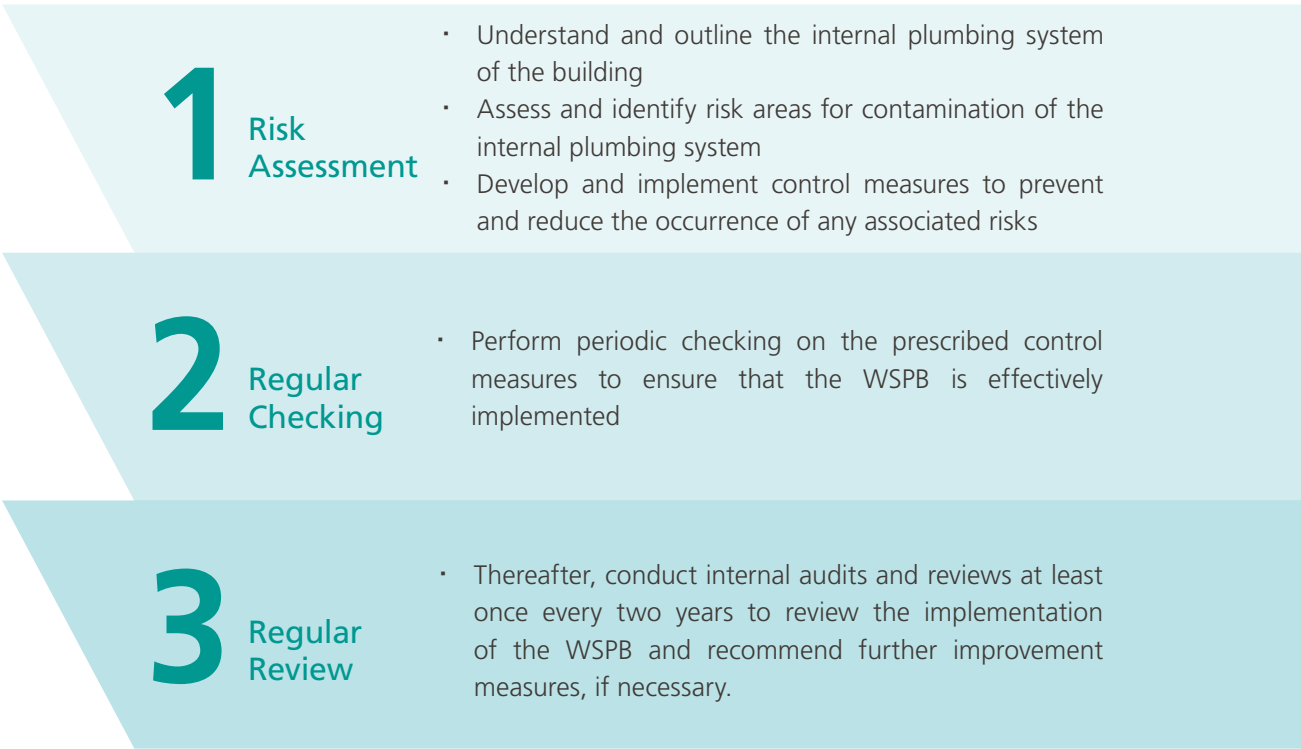 1
Risk
Assessment
· Understand and outline the internal plumbing system
of the building
· Assess and identify risk areas for contamination of the
internal plumbing system
· Develop and implement control measures to prevent
and reduce the occurrence of any associated risks
2
Regular
Checking
· Perform periodic checking on the prescribed control
measures to ensure that the WSPB is effectively
implemented
3
Regular
Review
· Thereafter, conduct internal audits and reviews at least
once every two years to review the implementation
of the WSPB and recommend further improvement
measures, if necessary.